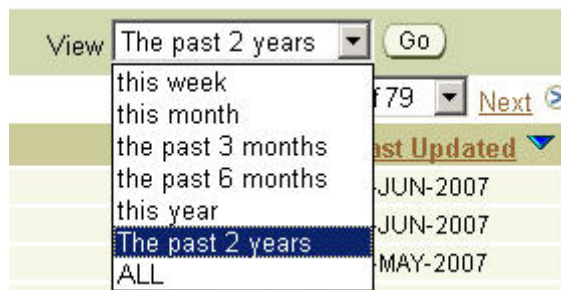 View The past 2 years Go
this week
this month
the past 3 months
the past 6 months
this year
The past 2 years
ALL
79 Next
ast Updated
-JUN-2007
-JUN-2007
-MAY-2007